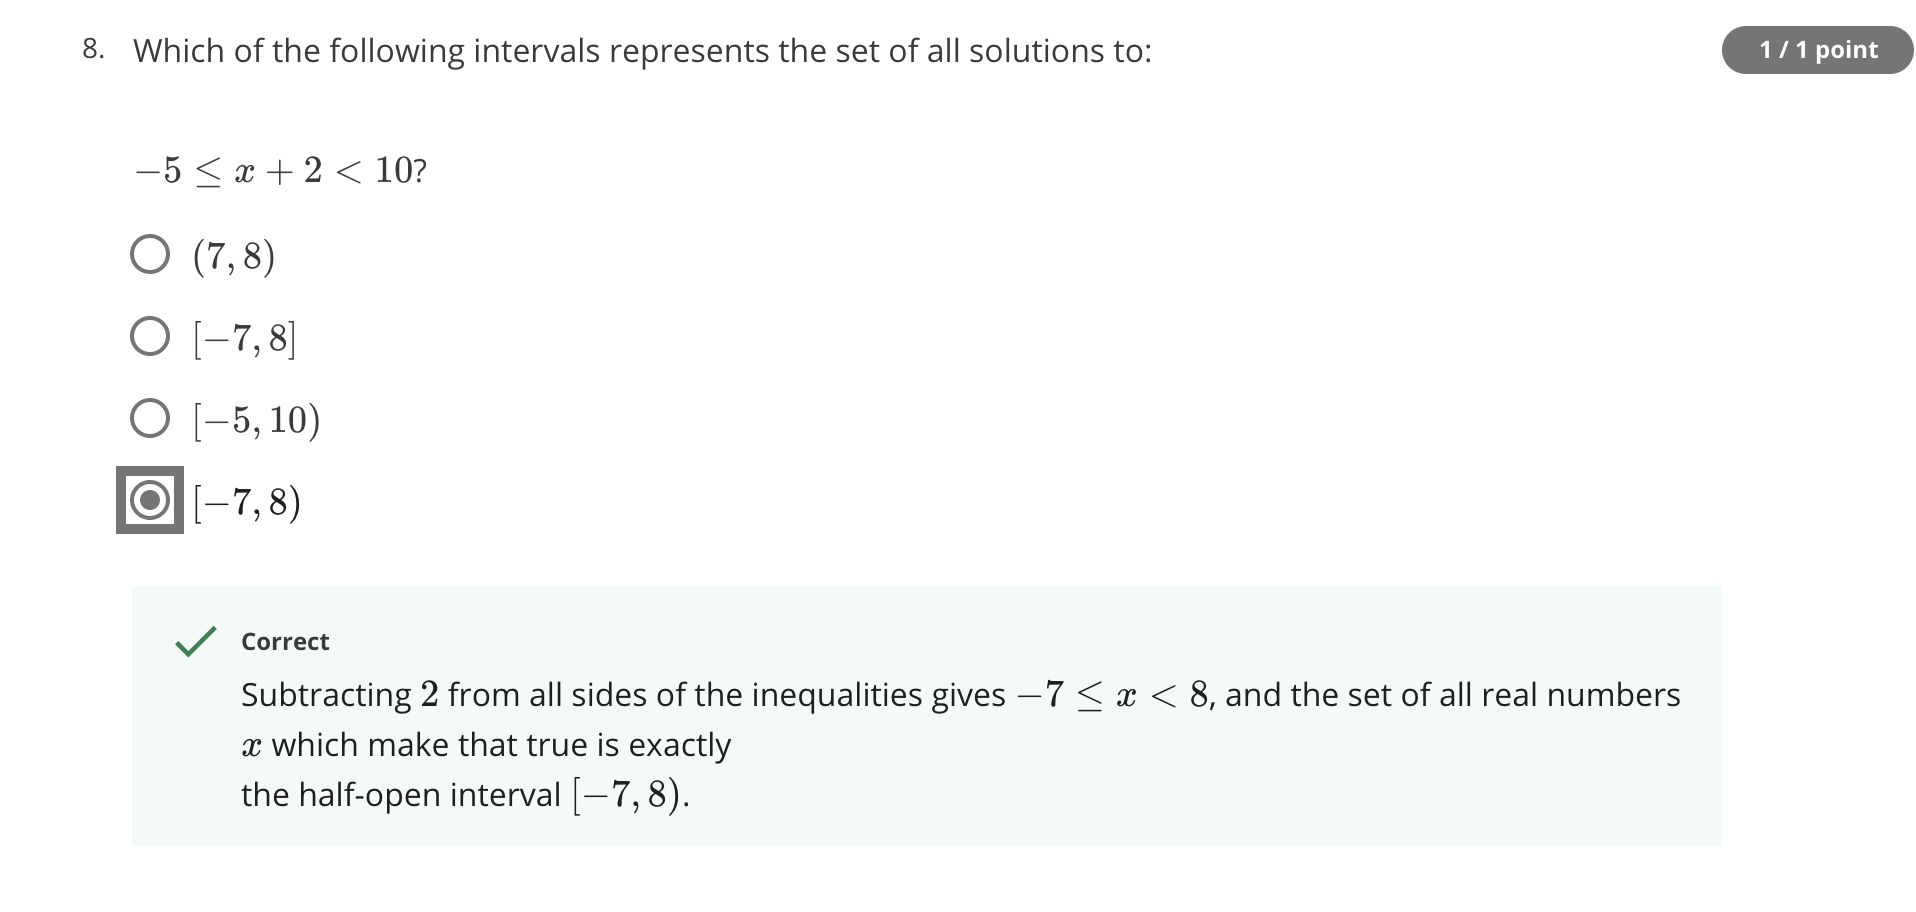 8. Which of the following intervals represents the set of all solutions to:
1 / 1 point
−5 ≤ x + 2 < 10?
(7, 8)
[−7, 8]
[−5, 10)
[−7, 8)
Correct
Subtracting 2 from all sides of the inequalities gives −7 ≤ x < 8, and the set of all real numbers
x which make that true is exactly
the half-open interval [−7, 8).